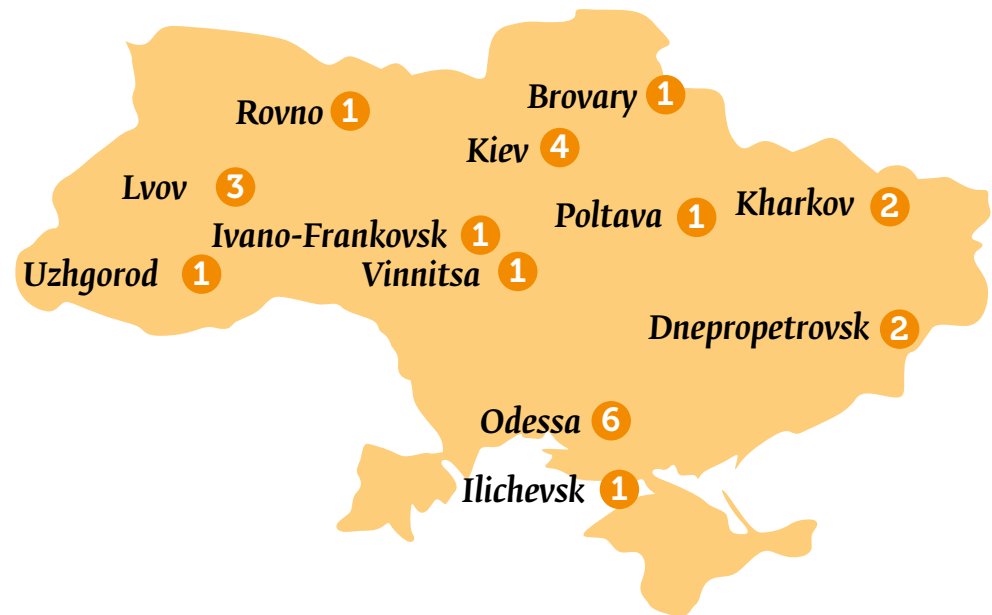 Brovary 1
Rovno 1
Kiev 4
Lvov 3
Kharkov 2
Poltava 1
Ivano-Frankovsk 1
Uzhgorod 1
Vinnitsa 1
Dnepropetrovsk 2
Odessa 6
Ilichevsk 1